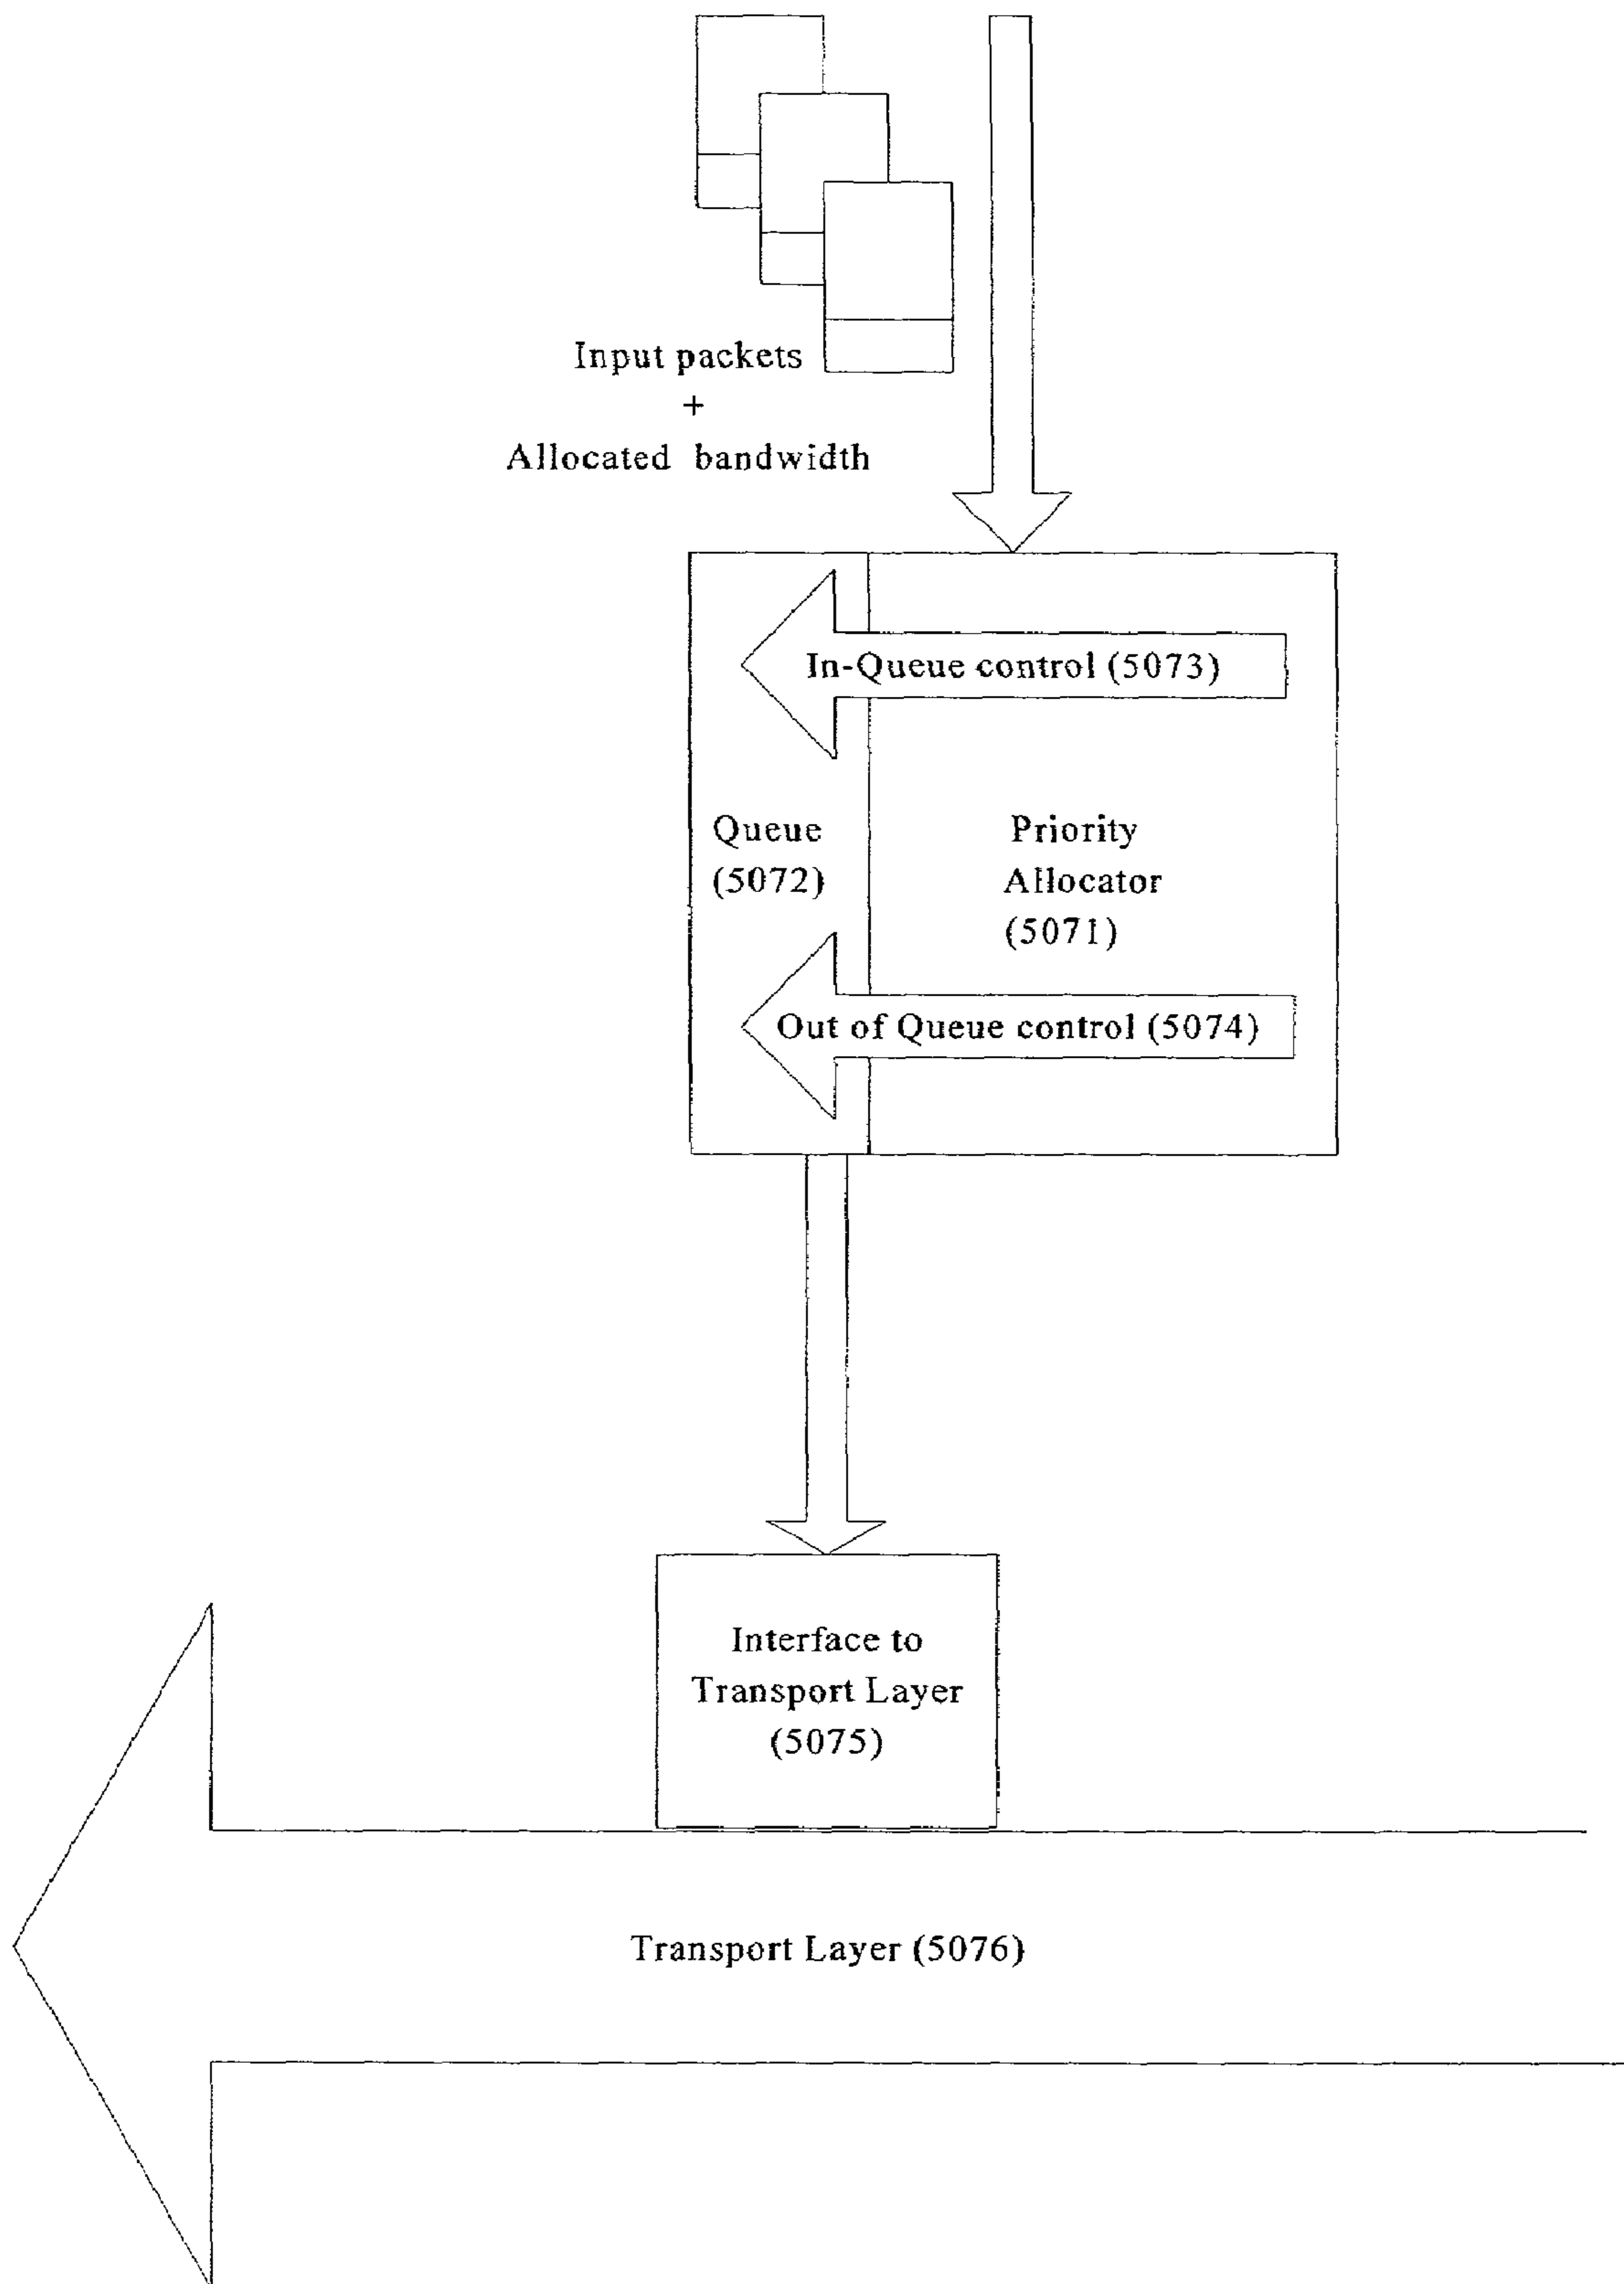 Input packets
+
Allocated bandwidth
In-Queue control (5073)
Queue
(5072)
Priority
Allocator
(5071)
Out of Queue control (5074)
Interface to
Transport Layer
(5075)
Transport Layer (5076)